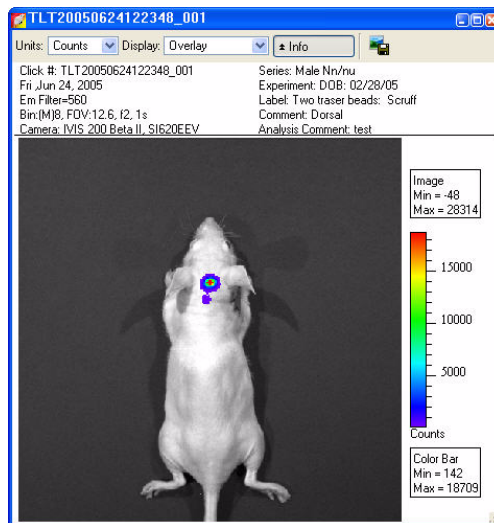 TLT20050624122348_001
Units: Counts Display: Overlay Info
Click #: TLT20050624122348_001
Fri ,Jun 24, 2005
Em Filter=560
Bin:(M)8, FOV:12.6, f2, 1s
Camera: IVIS 200 Beta II, SI620EEV
Series: Male Nn/nu
Experiment: DOB: 02/28/05
Label: Two traser beads: Scruff
Comment: Dorsal
Analysis Comment: test
Image
Min = -48
Max = 28314
15000
10000
5000
Counts
Color Bar
Min = 142
Max = 18709